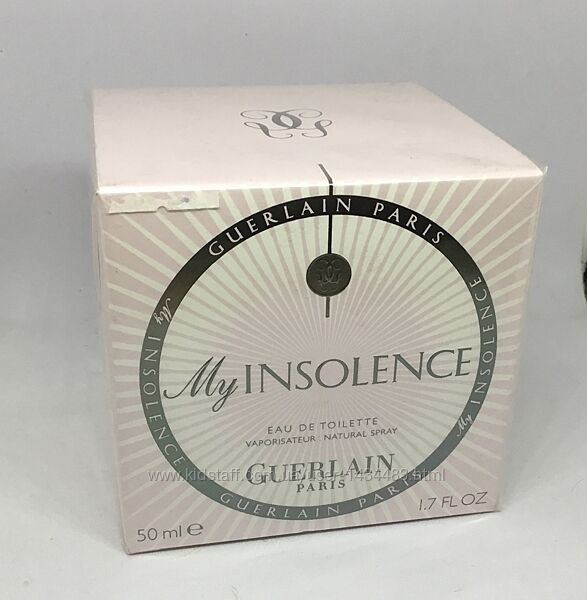 GUERLAIN PARIS
My INSOLENCE
My INSOLENCE
My INSOLENCE
EAU DE TOILETTE
VAPORISATEUR . NATURAL SPRAY
GUERLAIN
PARIS
GUERLAIN PARIS
50 ml e
1.7 FL OZ